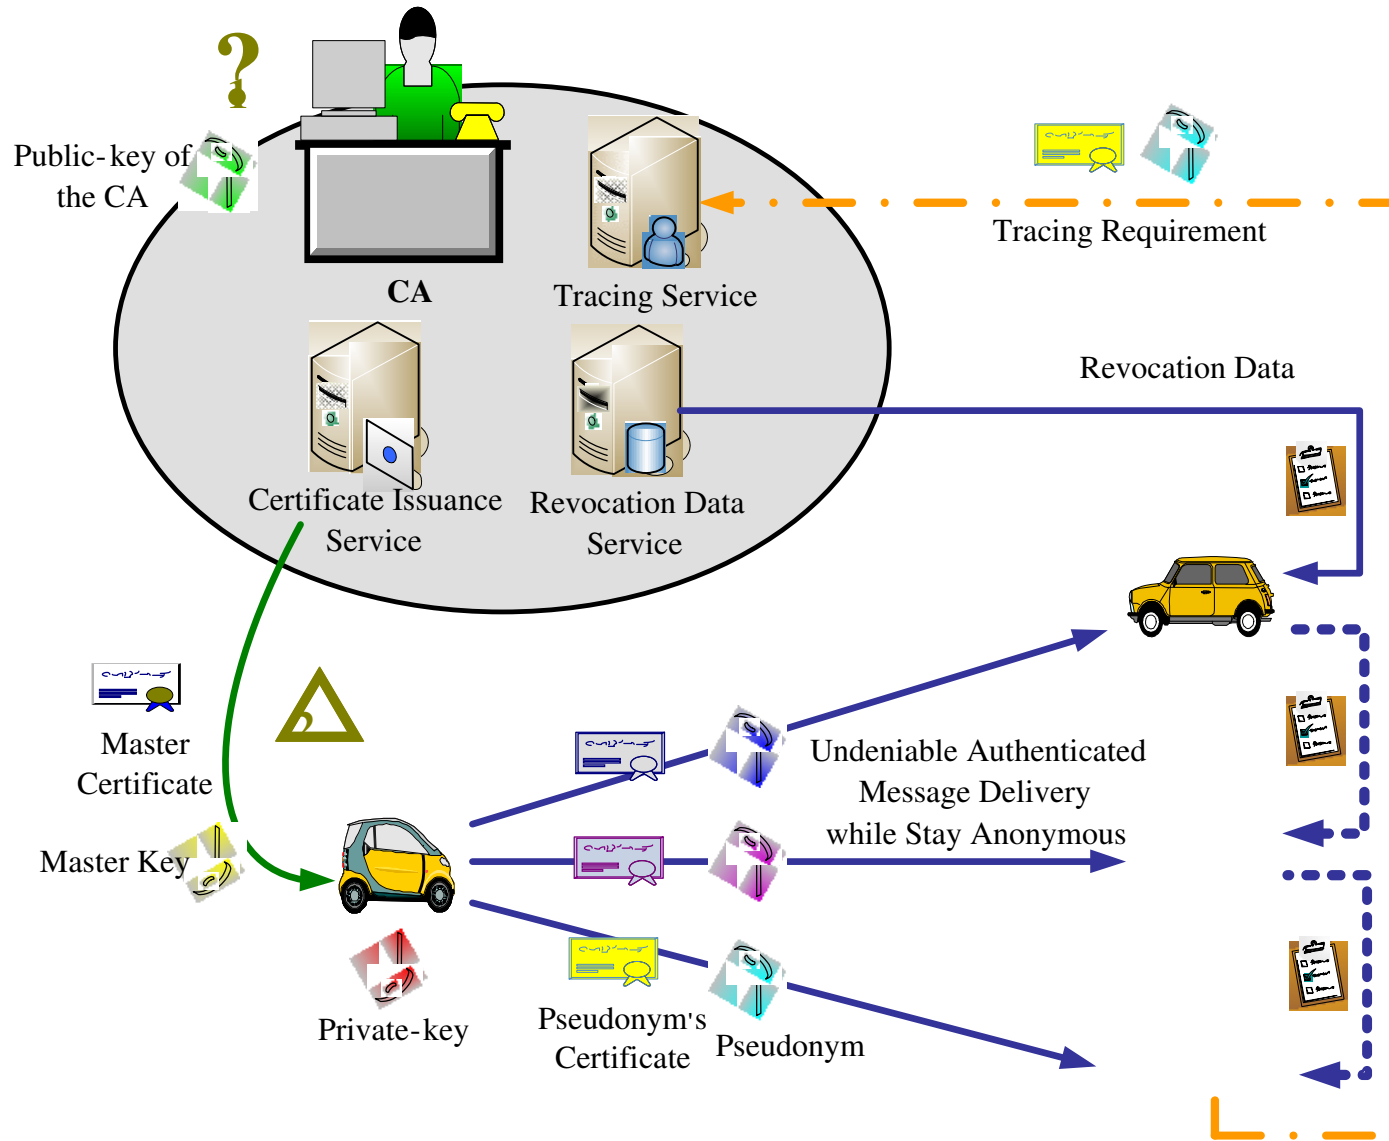 ?
Public-key of
the CA
CA
Tracing Service
Tracing Requirement
Revocation Data
Certificate Issuance
Service
Revocation Data
Service
Master
Certificate
Master Key
Private-key
Undeniable Authenticated
Message Delivery
while Stay Anonymous
Pseudonym's
Certificate
Pseudonym